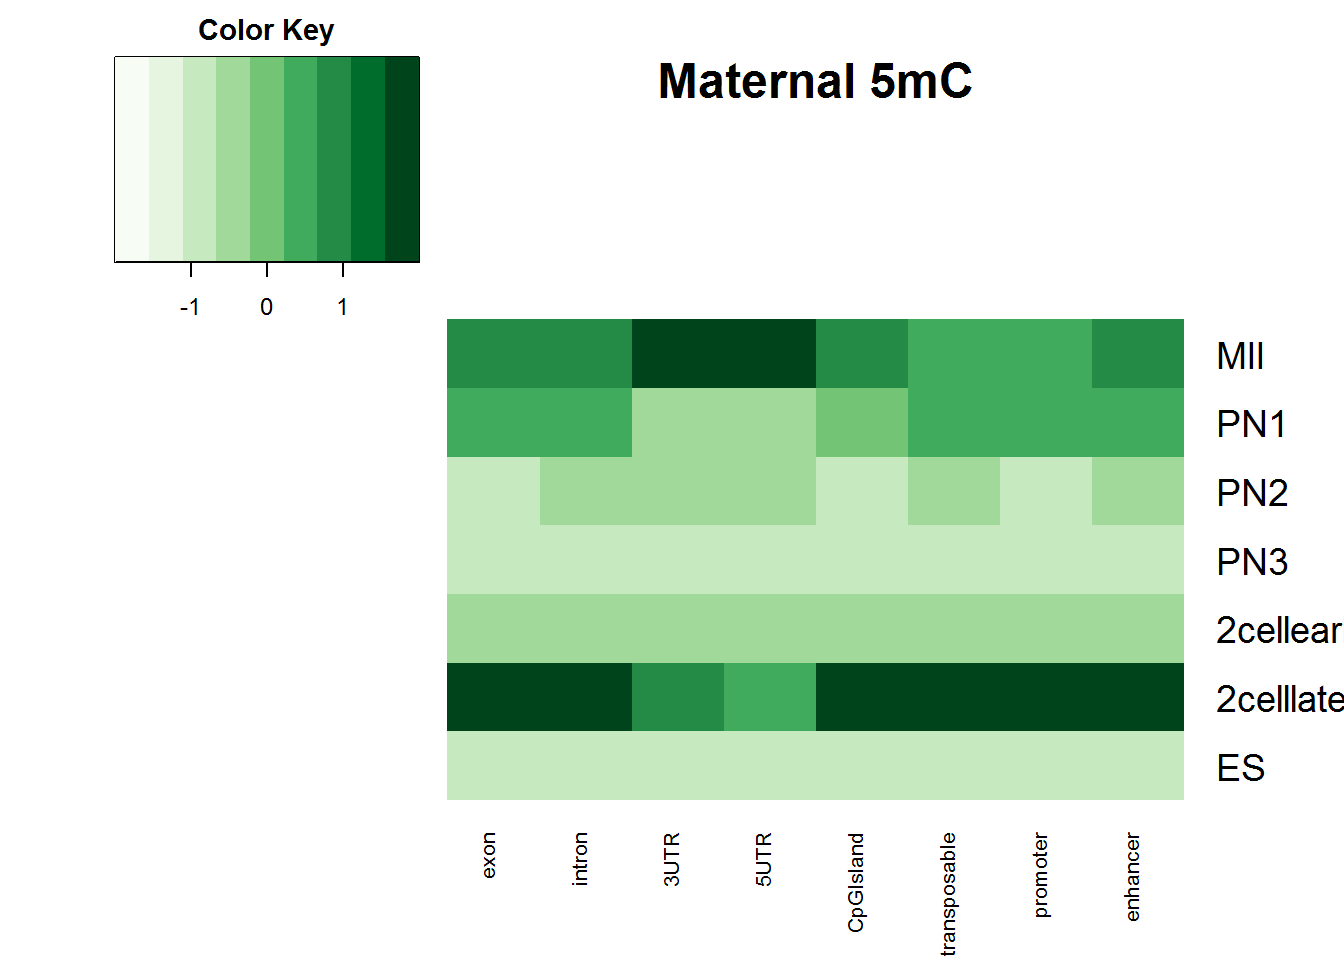 Color Key
Maternal 5mC
-1 0 1
MII
PN1
PN2
PN3
2cellear
2celllate
ES
exon
intron
3UTR
5UTR
CpGIsland
transposable
promoter
enhancer